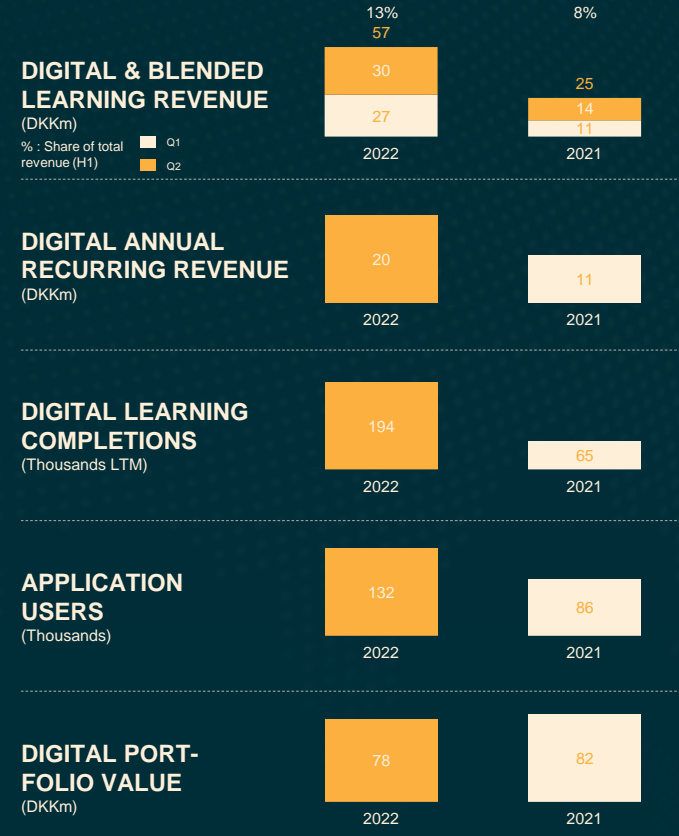 13%
8%
57
DIGITAL & BLENDED
LEARNING REVENUE
(DKKm)
% : Share of total
revenue (H1)
Q1
Q2
30
27
2022
25
14
11
2021
DIGITAL ANNUAL
RECURRING REVENUE
(DKKm)
20
2022
11
2021
DIGITAL LEARNING
COMPLETIONS
(Thousands LTM)
194
2022
65
2021
APPLICATION
USERS
(Thousands)
132
2022
86
2021
DIGITAL PORT-
FOLIO VALUE
(DKKm)
78
2022
82
2021